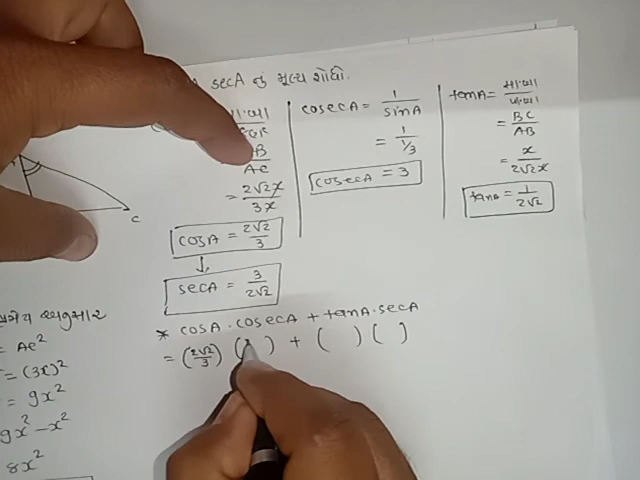 secA નું મૂલ્ય શોધો.
AC
= 2√2x/3x
cosA = 2√2/3
↓
secA = 3/2√2
cosecA = 1/sinA
= 1/1/3
cosecA = 3
tanA = સા.બા/પા.બા
= BC/AB
= x/2√2x
tanA = 1/2√2
C
* cosA · cosecA + tanA · secA
= (2√2/3) ( ) + ( ) ( )
= AC²
= (3x)²
= 9x²
9x² - x²
8x²